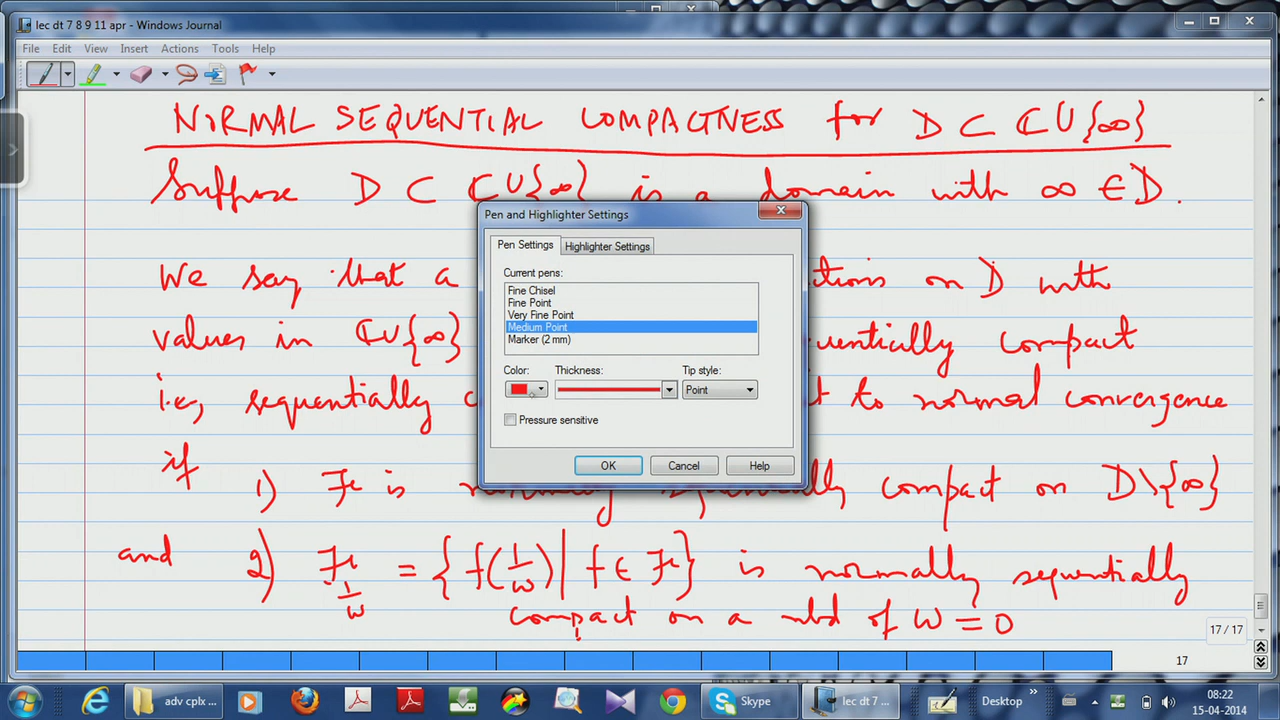 lec dt 7 8 9 11 apr - Windows Journal
File Edit View Insert Actions Tools Help
NORMAL SEQUENTIAL COMPACTNESS for D ⊂ ℂ∪{∞}
Suppose D ⊂ ℂ∪{∞} is a domain with ∞ ∈ D.
We say that a tions on D with
values in ℂ∪{∞} uentially compact
i.e., sequentially c t to normal convergence
if
1) ℱ is normally sequentially compact on D\{∞}
and 2) ℱ_{1/w} = {f(1/w) | f ∈ ℱ} is normally sequentially
compact on a nbd of w = 0
Pen and Highlighter Settings
Pen Settings Highlighter Settings
Current pens:
Fine Chisel
Fine Point
Very Fine Point
Medium Point
Marker (2 mm)
Color: Thickness: Tip style:
Point
Pressure sensitive
OK Cancel Help
17 / 17
17
adv cplx ... Skype lec dt 7 ... Desktop »
08:22
15-04-2014